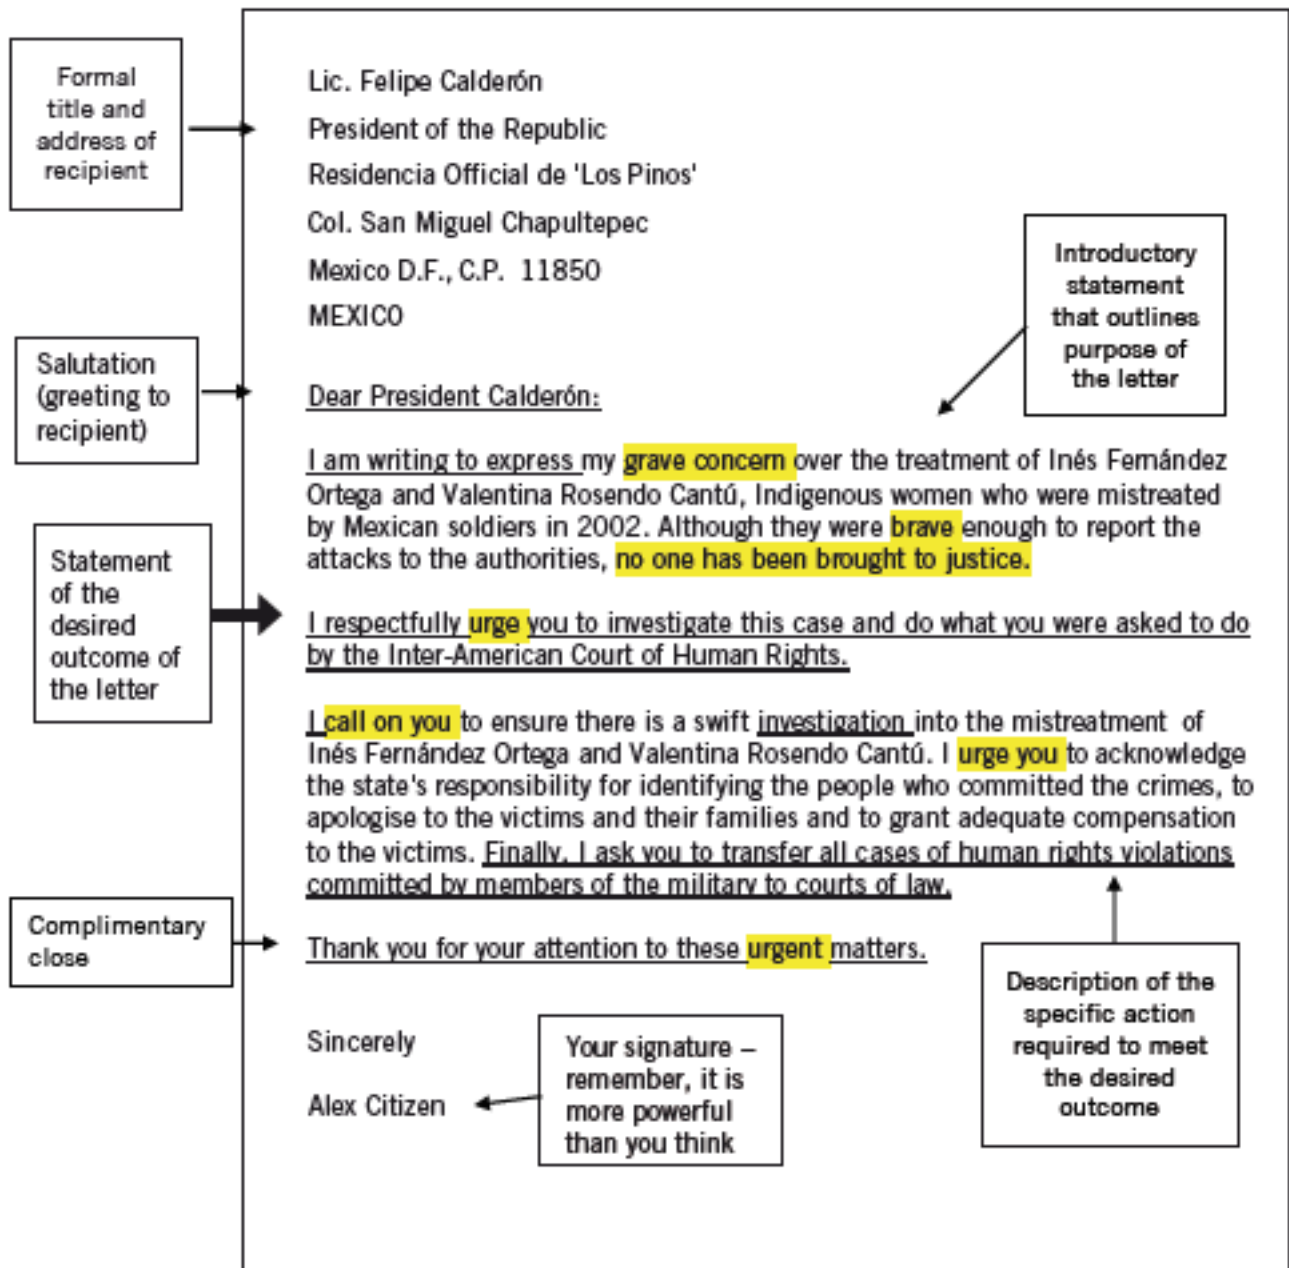 Formal
title and
address of
recipient
Lic. Felipe Calderón
President of the Republic
Residencia Official de 'Los Pinos'
Col. San Miguel Chapultepec
Mexico D.F., C.P. 11850
MEXICO
Introductory
statement
that outlines
purpose of
the letter
Salutation
(greeting to
recipient)
Dear President Calderón:
I am writing to express my grave concern over the treatment of Inés Fernández
Ortega and Valentina Rosendo Cantú, Indigenous women who were mistreated
by Mexican soldiers in 2002. Although they were brave enough to report the
attacks to the authorities, no one has been brought to justice.
Statement
of the
desired
outcome of
the letter
I respectfully urge you to investigate this case and do what you were asked to do
by the Inter-American Court of Human Rights.
I call on you to ensure there is a swift investigation into the mistreatment of
Inés Fernández Ortega and Valentina Rosendo Cantú. I urge you to acknowledge
the state's responsibility for identifying the people who committed the crimes, to
apologise to the victims and their families and to grant adequate compensation
to the victims. Finally, I ask you to transfer all cases of human rights violations
committed by members of the military to courts of law.
Complimentary
close
Thank you for your attention to these urgent matters.
Description of the
specific action
required to meet
the desired
outcome
Sincerely
Alex Citizen
Your signature –
remember, it is
more powerful
than you think